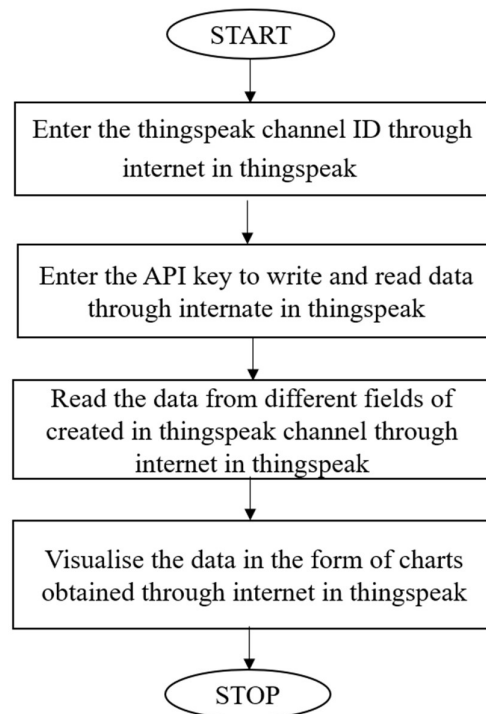 START
Enter the thingspeak channel ID through
internet in thingspeak
Enter the API key to write and read data
through internate in thingspeak
Read the data from different fields of
created in thingspeak channel through
internet in thingspeak
Visualise the data in the form of charts
obtained through internet in thingspeak
STOP